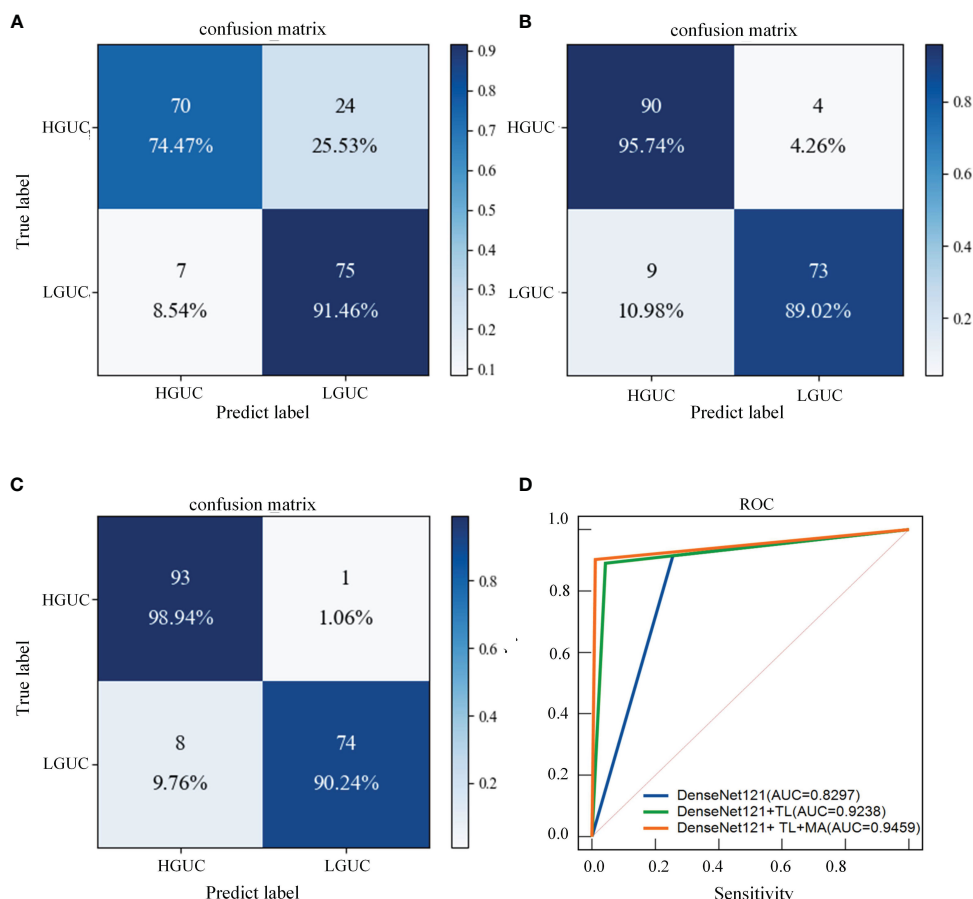 A
confusion_matrix
HGUC
LGUC
True label
70
74.47%
24
25.53%
7
8.54%
75
91.46%
HGUC
LGUC
Predict label
0.9
0.8
0.7
0.6
0.5
0.4
0.3
0.2
0.1
B
confusion matrix
HGUC
LGUC
90
95.74%
4
4.26%
9
10.98%
73
89.02%
HGUC
LGUC
Predict label
0.8
0.6
0.4
0.2
C
confusion_matrix
HGUC
LGUC
True label
93
98.94%
1
1.06%
8
9.76%
74
90.24%
HGUC
LGUC
Predict label
0.8
0.6
0.4
0.2
D
ROC
1.0
0.8
0.6
0.4
0.2
0.0
DenseNet121(AUC=0.8297)
DenseNet121+TL(AUC=0.9238)
DenseNet121+ TL+MA(AUC=0.9459)
0.0 0.2 0.4 0.6 0.8
Sensitivity